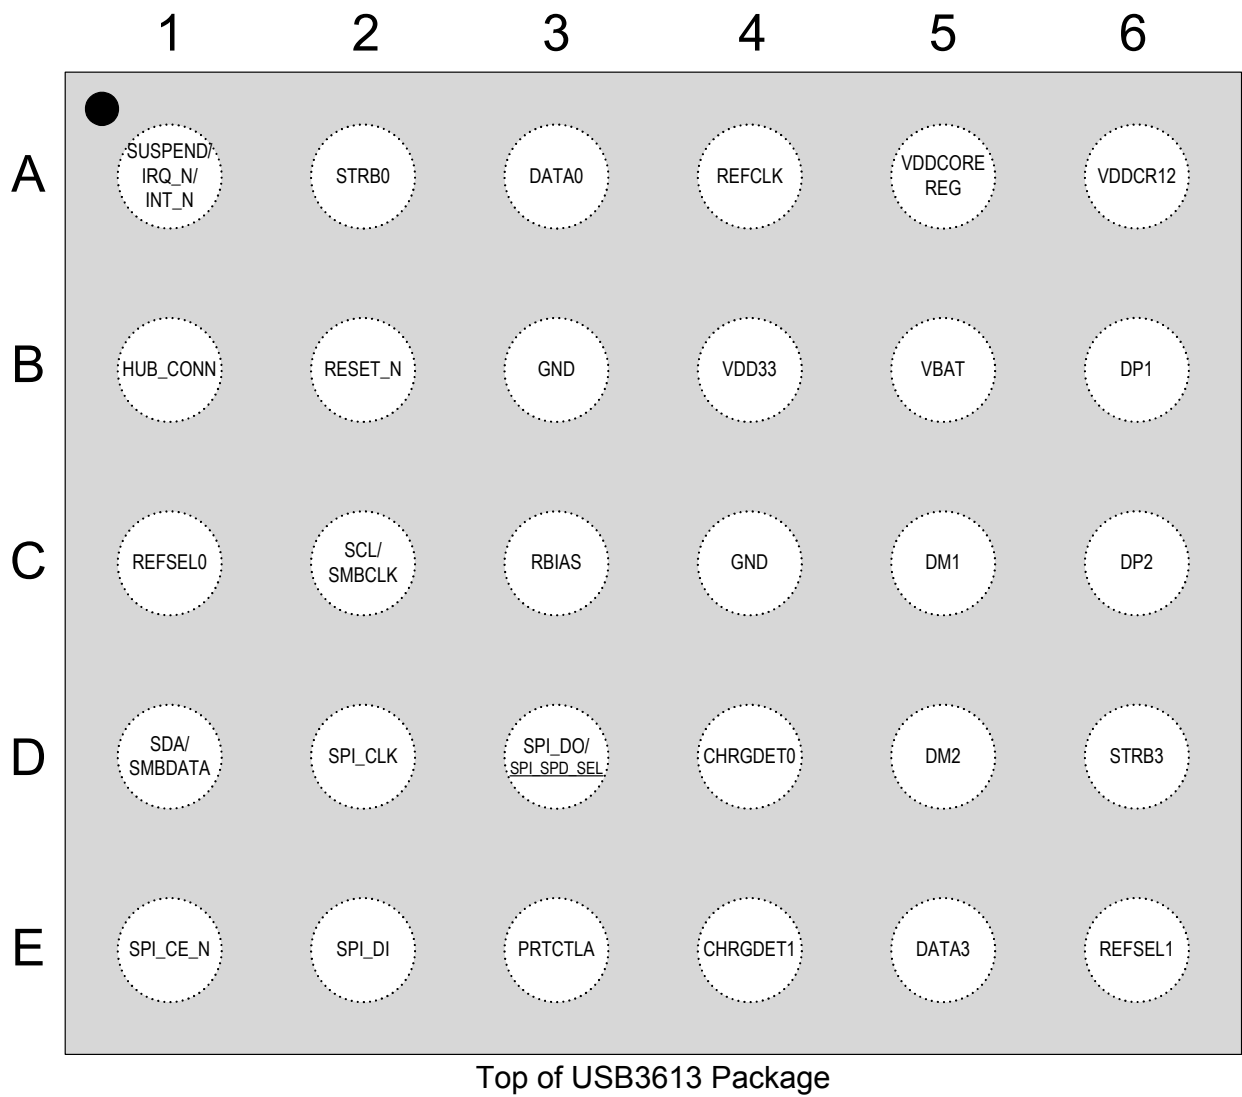 1 2 3 4 5 6
A
SUSPEND/
IRQ_N/
INT_N
STRB0
DATA0
REFCLK
VDDCORE
REG
VDDCR12
B
HUB_CONN
RESET_N
GND
VDD33
VBAT
DP1
C
REFSEL0
SCL/
SMBCLK
RBIAS
GND
DM1
DP2
D
SDA/
SMBDATA
SPI_CLK
SPI_DO/
SPI_SPD_SEL
CHRGDET0
DM2
STRB3
E
SPI_CE_N
SPI_DI
PRTCTLA
CHRGDET1
DATA3
REFSEL1
Top of USB3613 Package